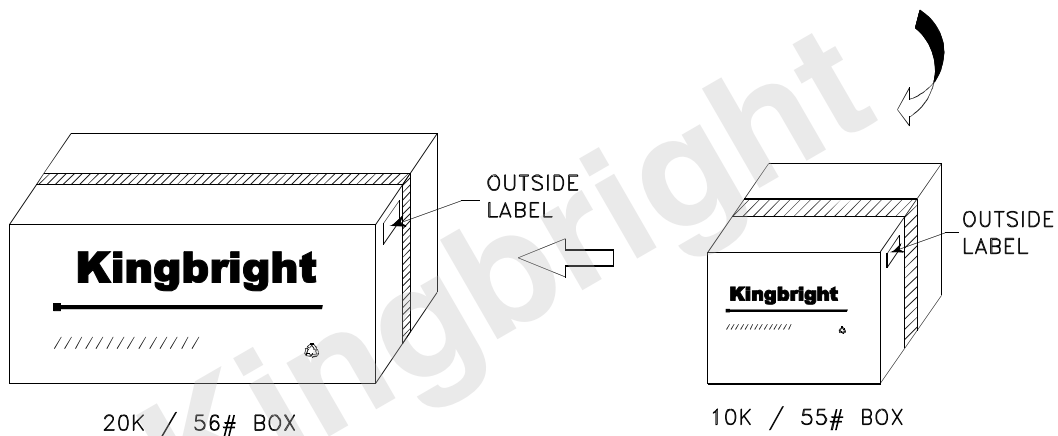 OUTSIDE
LABEL
Kingbright
20K / 56# BOX
OUTSIDE
LABEL
Kingbright
10K / 55# BOX
Kingbright